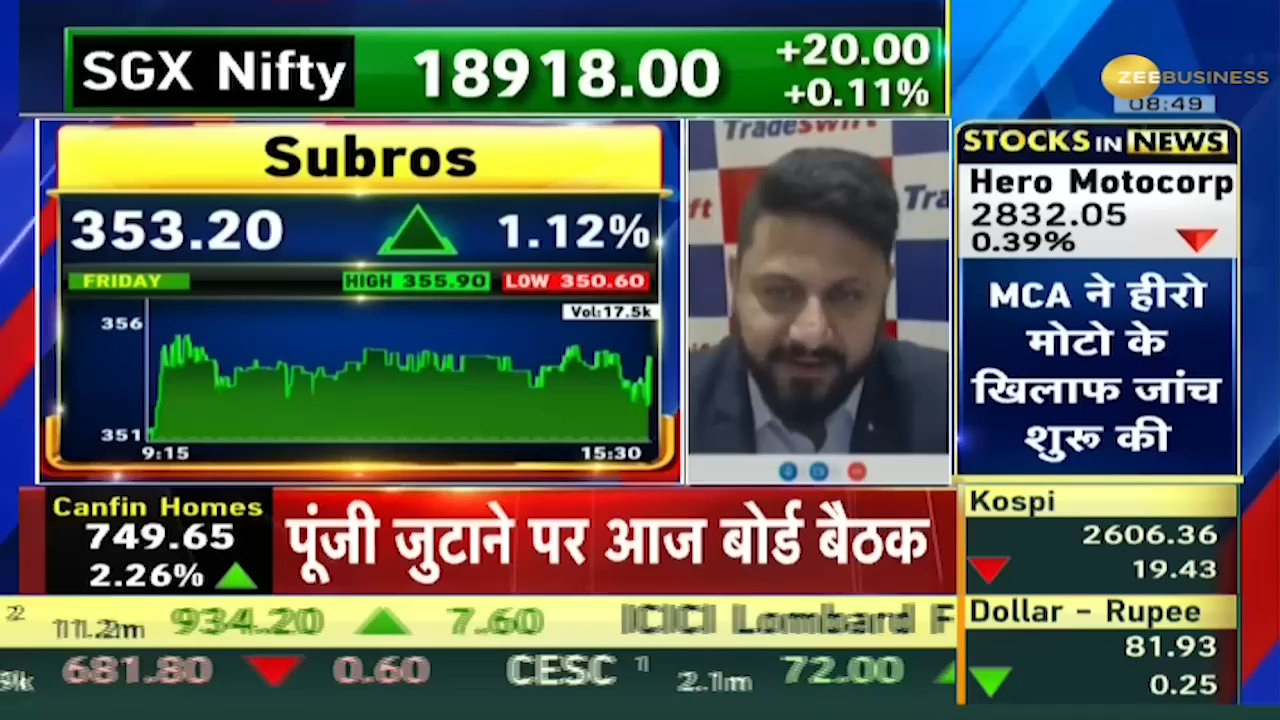 SGX Nifty 18918.00 +20.00
+0.11%
ZEEBUSINESS
08:49
Subros
353.20 1.12%
FRIDAY HIGH 355.90 LOW 350.60
Vol:17.5k
356
351
9:15 15:30
TradeSwift
Tra
ft
STOCKS IN NEWS
Hero Motocorp
2832.05
0.39%
MCA ने हीरो
मोटो के
खिलाफ जांच
शुरू की
Canfin Homes
749.65
2.26%
पूंजी जुटाने पर आज बोर्ड बैठक
Kospi
2606.36
19.43
Dollar - Rupee
81.93
0.25
11.2m 934.20 7.60 ICICI Lombard F
681.80 0.60 CESC 2.1m 72.00